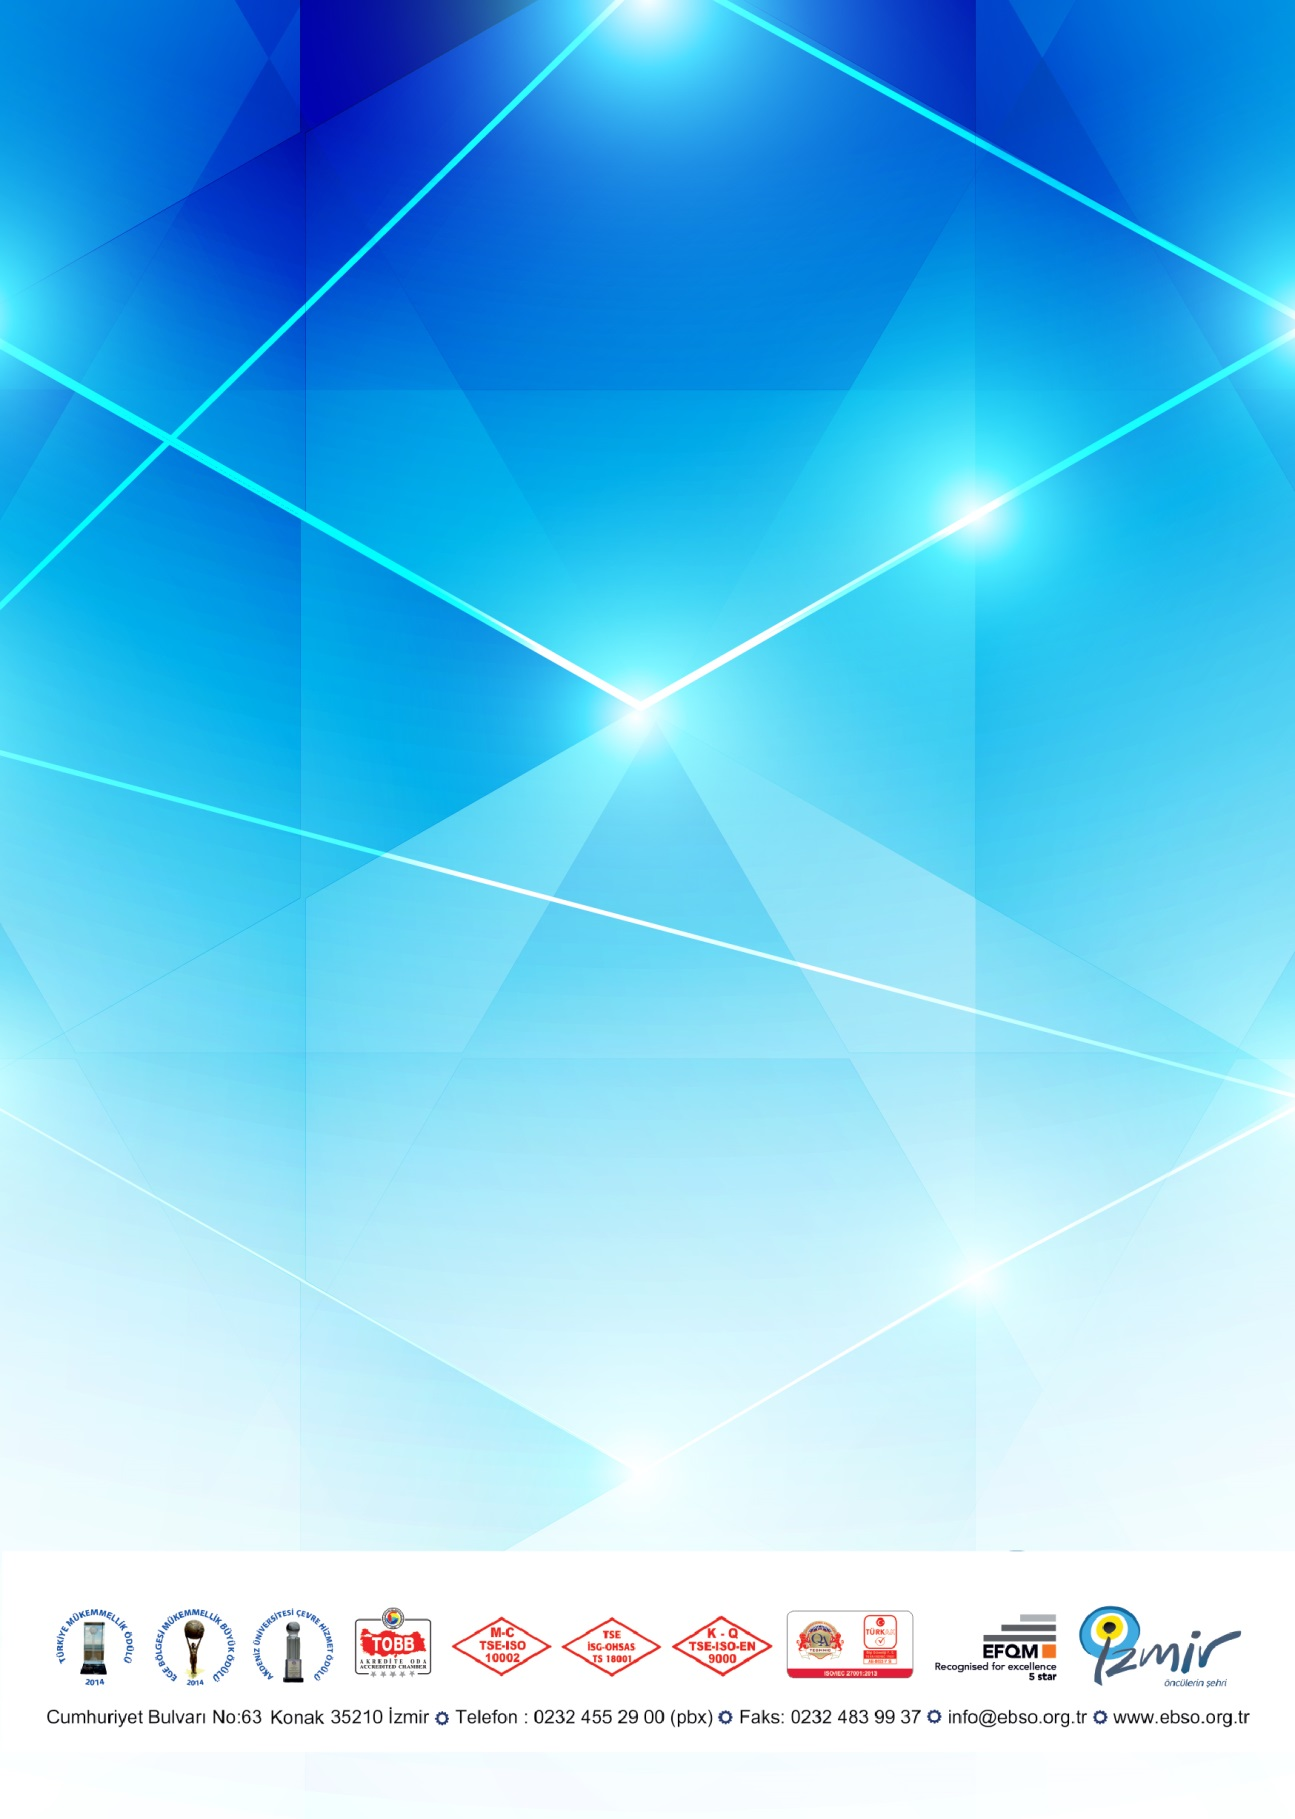 TÜRKİYE MÜKEMMELLİK ÖDÜLÜ
2014
EGE BÖLGESİ MÜKEMMELLİK BÜYÜK ÖDÜLÜ
2014
AKDENİZ ÜNİVERSİTESİ ÇEVRE HİZMET ÖDÜLÜ
TOBB
AKREDİTE ODA
ACCREDITED CHAMBER
M-C
TSE-ISO
10002
TSE
İSG-OHSAS
TS 18001
K - Q
TSE-ISO-EN
9000
TÜRKAK
ISO/IEC 27001:2013
EFQM
Recognised for excellence
5 star
izmir
öncülerin şehri
Cumhuriyet Bulvarı No:63 Konak 35210 İzmir Telefon : 0232 455 29 00 (pbx) Faks: 0232 483 99 37 info@ebso.org.tr www.ebso.org.tr